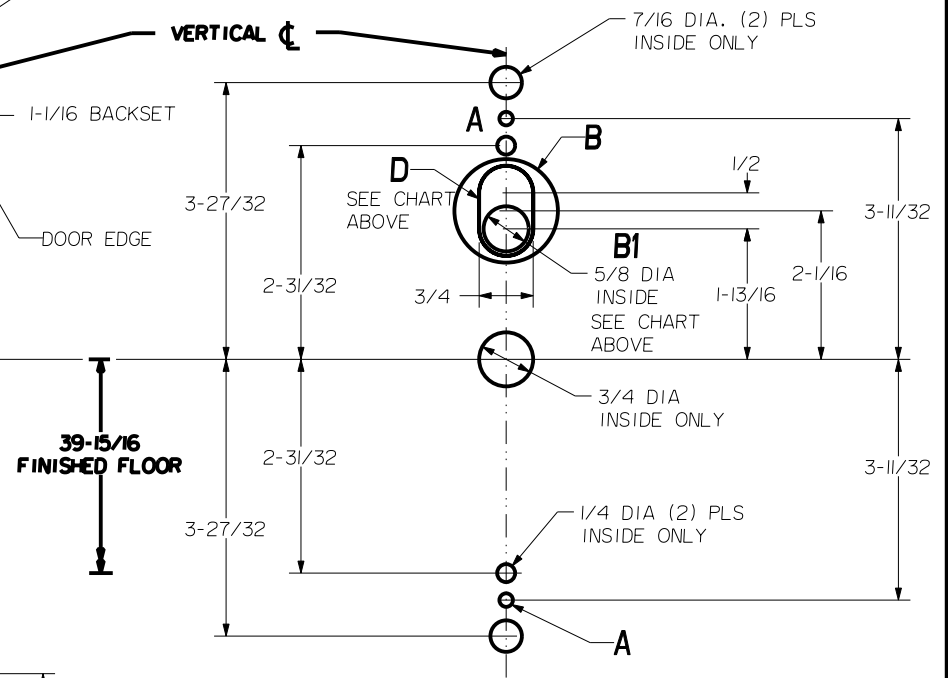 VERTICAL ℄
7/16 DIA. (2) PLS
INSIDE ONLY
1-1/16 BACKSET
A
B
1/2
D
SEE CHART
ABOVE
3-27/32
3-11/32
DOOR EDGE
B1
5/8 DIA
INSIDE
SEE CHART
ABOVE
2-1/16
2-31/32
3/4
1-13/16
3/4 DIA
INSIDE ONLY
39-15/16
FINISHED FLOOR
2-31/32
3-11/32
1/4 DIA (2) PLS
INSIDE ONLY
3-27/32
A